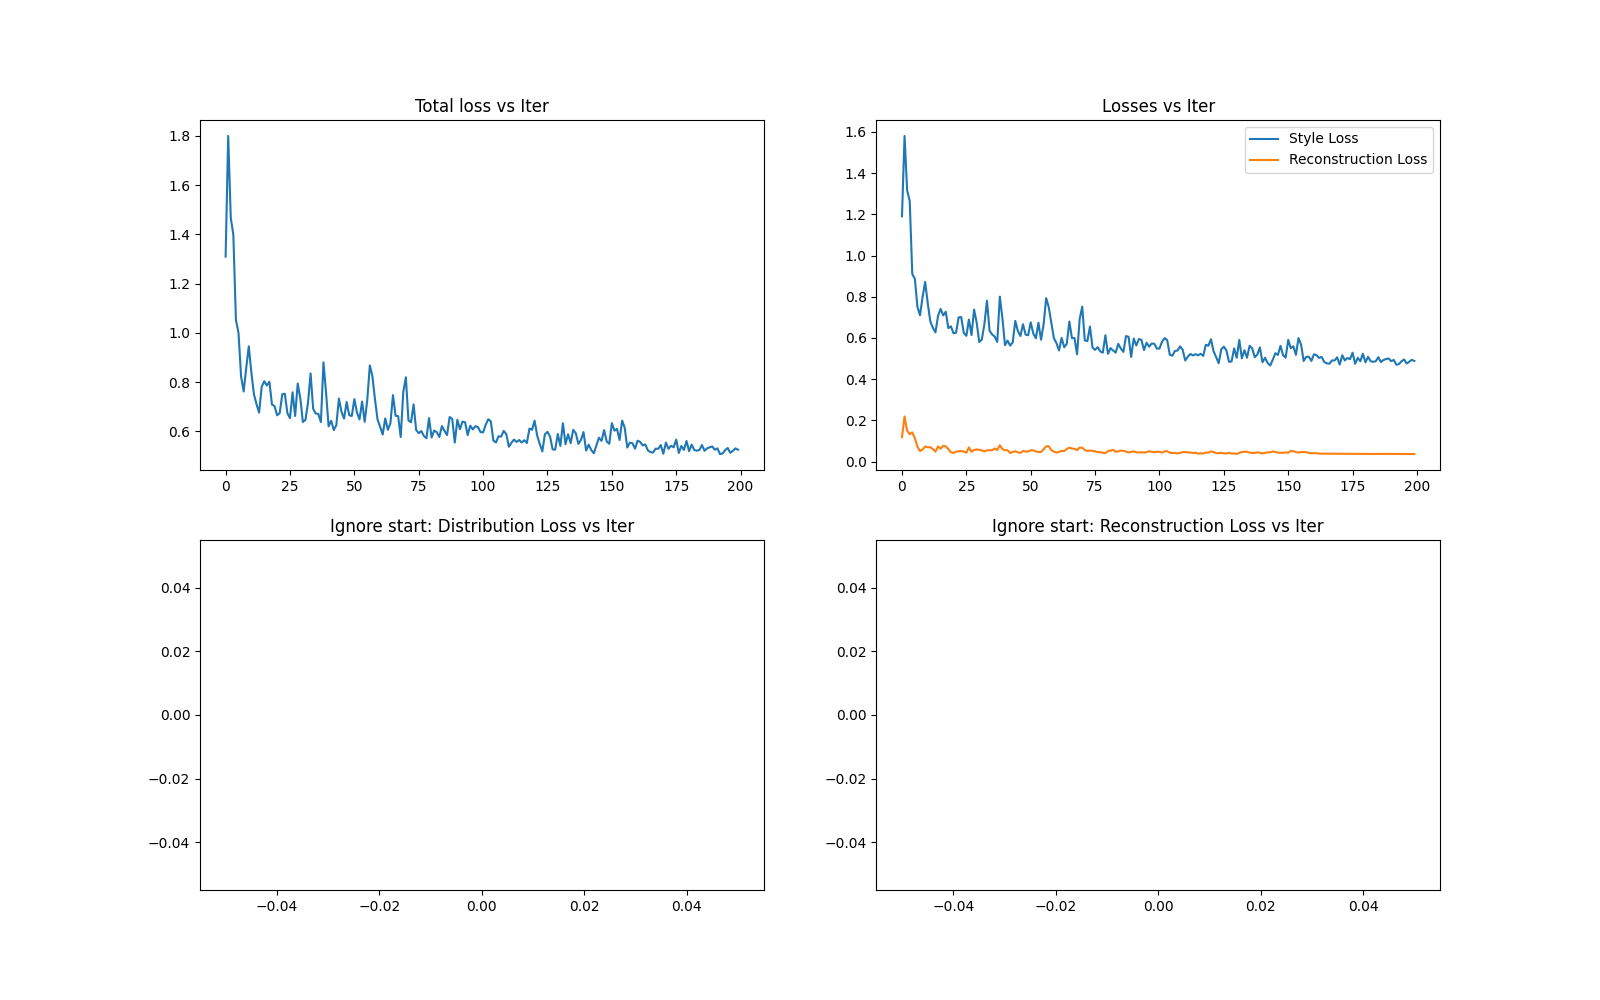 Total loss vs Iter
1.8
1.6
1.4
1.2
1.0
0.8
0.6
0 25 50 75 100 125 150 175 200
Losses vs Iter
Style Loss
Reconstruction Loss
1.6
1.4
1.2
1.0
0.8
0.6
0.4
0.2
0.0
0 25 50 75 100 125 150 175 200
Ignore start: Distribution Loss vs Iter
0.04
0.02
0.00
−0.02
−0.04
−0.04 −0.02 0.00 0.02 0.04
Ignore start: Reconstruction Loss vs Iter
0.04
0.02
0.00
−0.02
−0.04
−0.04 −0.02 0.00 0.02 0.04